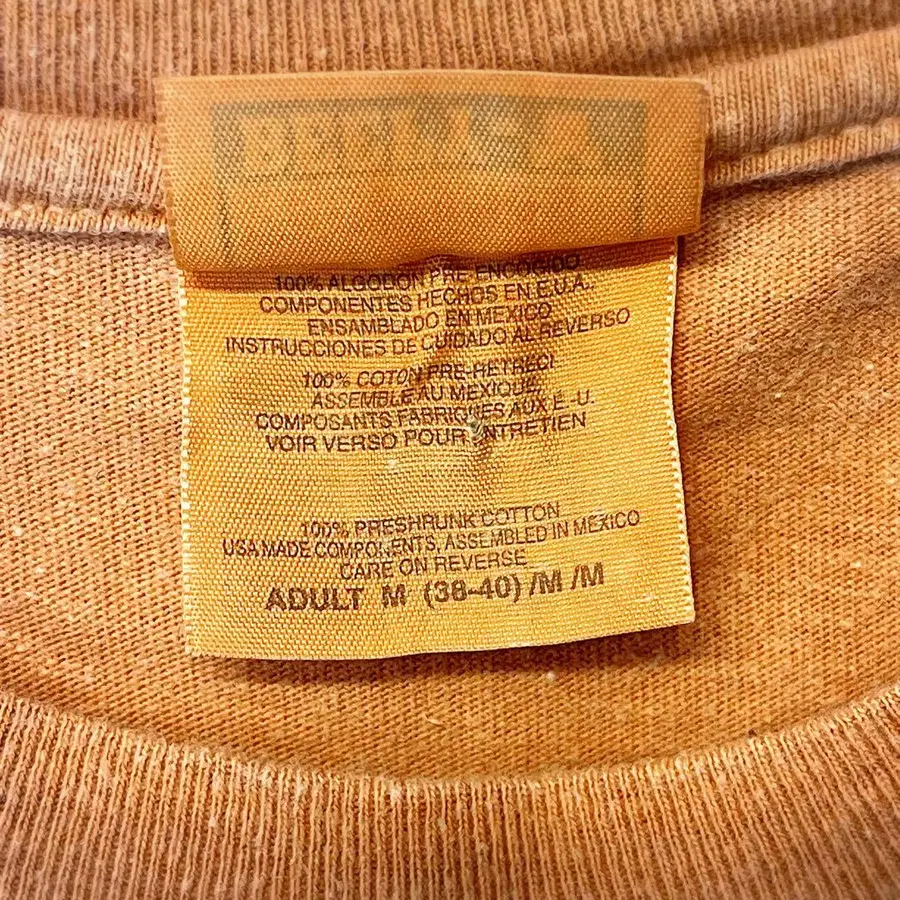 100% ALGODON PRE ENCOGIDO
COMPONENTES HECHOS EN E.U.A.,
ENSAMBLADO EN MEXICO
INSTRUCCIONES DE CUIDADO AL REVERSO
100% COTON PRE-RETRECI
ASSEMBLE AU MEXIQUE
COMPOSANTS FABRIQUES AUX E.-U.
VOIR VERSO POUR ENTRETIEN
100% PRESHRUNK COTTON
USA MADE COMPONENTS, ASSEMBLED IN MEXICO
CARE ON REVERSE
ADULT M (38-40) /M /M